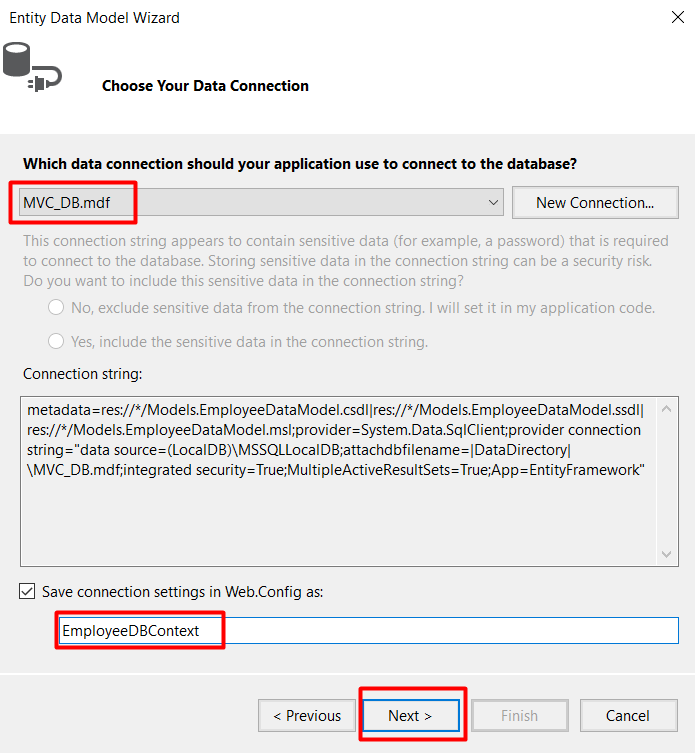 Entity Data Model Wizard
Choose Your Data Connection
Which data connection should your application use to connect to the database?
MVC_DB.mdf
New Connection...
This connection string appears to contain sensitive data (for example, a password) that is required
to connect to the database. Storing sensitive data in the connection string can be a security risk.
Do you want to include this sensitive data in the connection string?
No, exclude sensitive data from the connection string. I will set it in my application code.
Yes, include the sensitive data in the connection string.
Connection string:
metadata=res://*/Models.EmployeeDataModel.csdl|res://*/Models.EmployeeDataModel.ssdl|
res://*/Models.EmployeeDataModel.msl;provider=System.Data.SqlClient;provider connection
string="data source=(LocalDB)\MSSQLLocalDB;attachdbfilename=|DataDirectory|
\MVC_DB.mdf;integrated security=True;MultipleActiveResultSets=True;App=EntityFramework"
Save connection settings in Web.Config as:
EmployeeDBContext
< Previous
Next >
Finish
Cancel